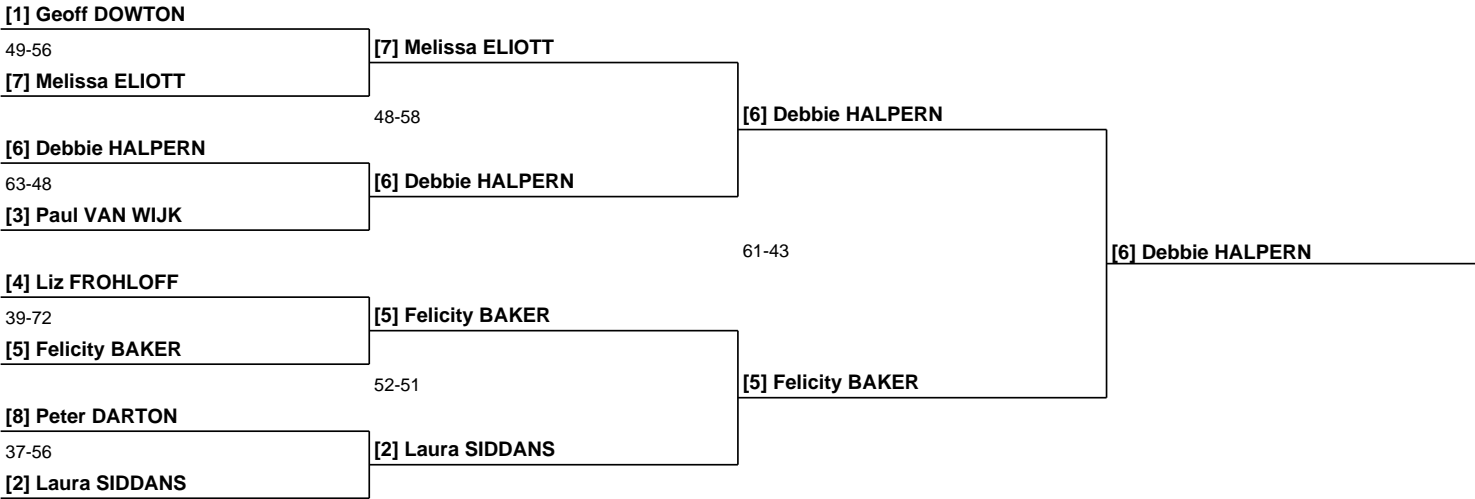 [1] Geoff DOWTON
49-56
[7] Melissa ELIOTT
[7] Melissa ELIOTT
48-58
[6] Debbie HALPERN
[6] Debbie HALPERN
63-48
[6] Debbie HALPERN
[3] Paul VAN WIJK
61-43
[6] Debbie HALPERN
[4] Liz FROHLOFF
39-72
[5] Felicity BAKER
[5] Felicity BAKER
52-51
[5] Felicity BAKER
[8] Peter DARTON
37-56
[2] Laura SIDDANS
[2] Laura SIDDANS